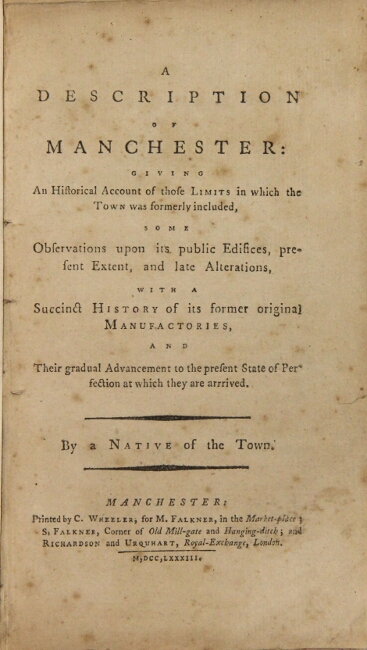 A
DESCRIPTION
OF
MANCHESTER:
GIVING
An Hiſtorical Account of thoſe LIMITS in which the
TOWN was formerly included,
SOME
Obſervations upon its public Edifices, pre-
ſent Extent, and late Alterations,
WITH A
Succinct HISTORY of its former original
MANUFACTORIES,
AND
Their gradual Advancement to the preſent State of Per-
fection at which they are arrrived.
By a NATIVE of the Town.
MANCHESTER:
Printed by C. WHEELER, for M. FALKNER, in the Market-place;
S. FALKNER, Corner of Old Mill-gate and Hanging-ditch; and
RICHARDSON and URQUHART, Royal-Exchange, London.
M,DCC,LXXXIII.